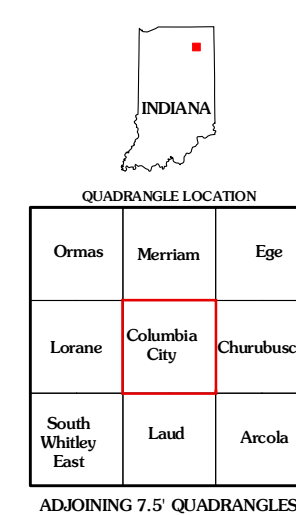 INDIANA
QUADRANGLE LOCATION
Ormas
Merriam
Ege
Lorane
Columbia
City
Churubusc
South
Whitley
East
Laud
Arcola
ADJOINING 7.5' QUADRANGLES